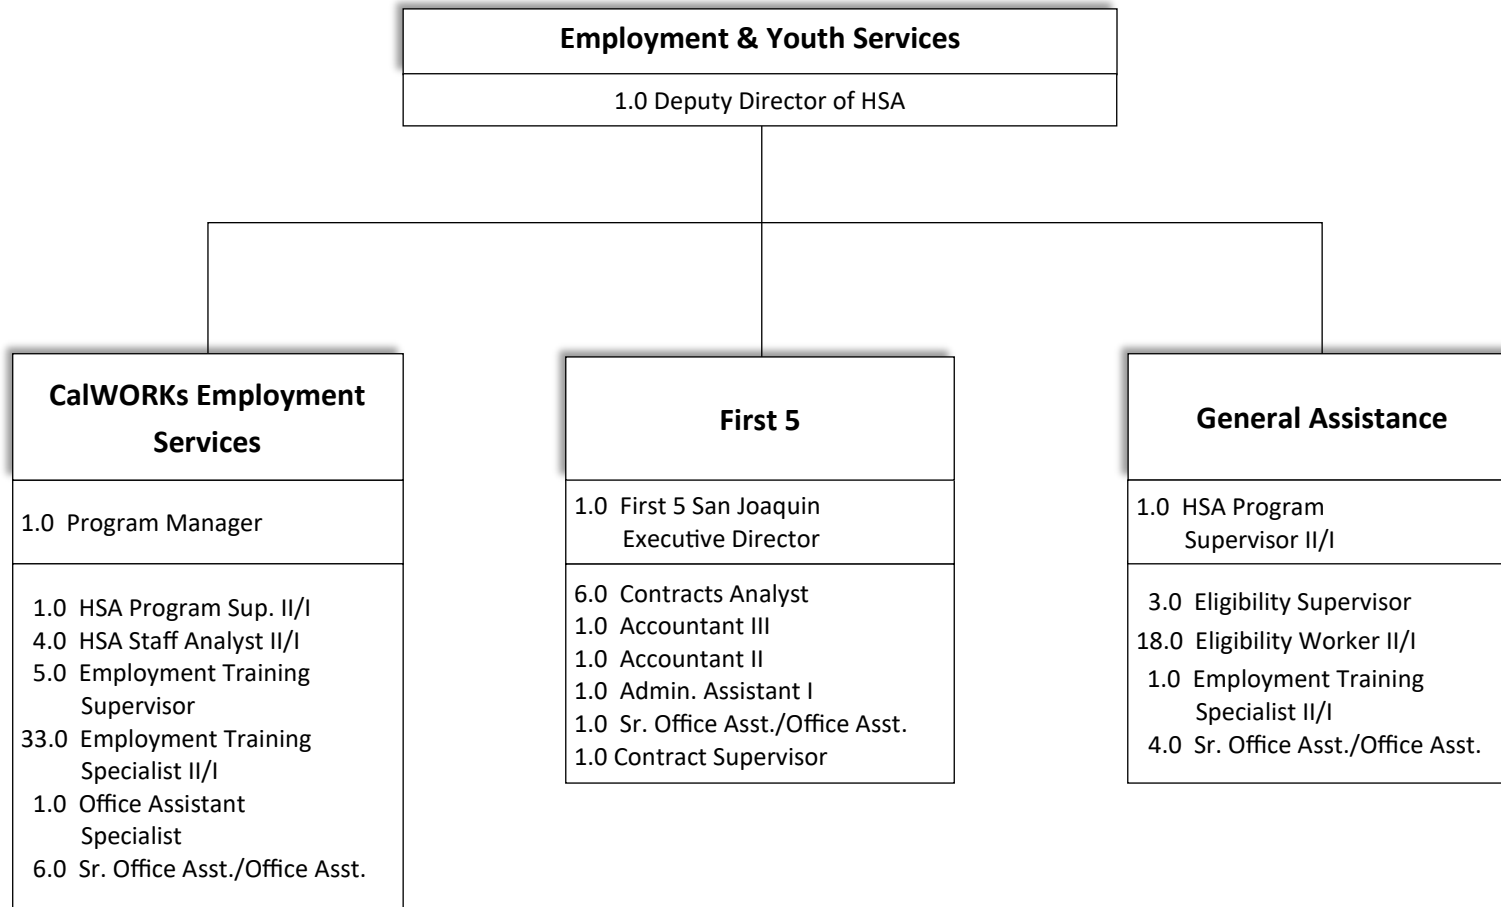 Employment & Youth Services
1.0 Deputy Director of HSA
CalWORKs Employment
Services
1.0 Program Manager
1.0 HSA Program Sup. II/I
4.0 HSA Staff Analyst II/I
5.0 Employment Training
Supervisor
33.0 Employment Training
Specialist II/I
1.0 Office Assistant
Specialist
6.0 Sr. Office Asst./Office Asst.
First 5
1.0 First 5 San Joaquin
Executive Director
6.0 Contracts Analyst
1.0 Accountant III
1.0 Accountant II
1.0 Admin. Assistant I
1.0 Sr. Office Asst./Office Asst.
1.0 Contract Supervisor
General Assistance
1.0 HSA Program
Supervisor II/I
3.0 Eligibility Supervisor
18.0 Eligibility Worker II/I
1.0 Employment Training
Specialist II/I
4.0 Sr. Office Asst./Office Asst.